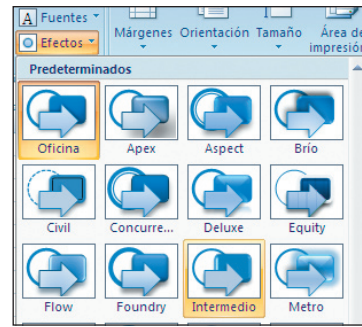 Fuentes
Efectos
Márgenes Orientación Tamaño Área de
impresión
Predeterminados
Oficina Apex Aspect Brío
Civil Concurre... Deluxe Equity
Flow Foundry Intermedio Metro